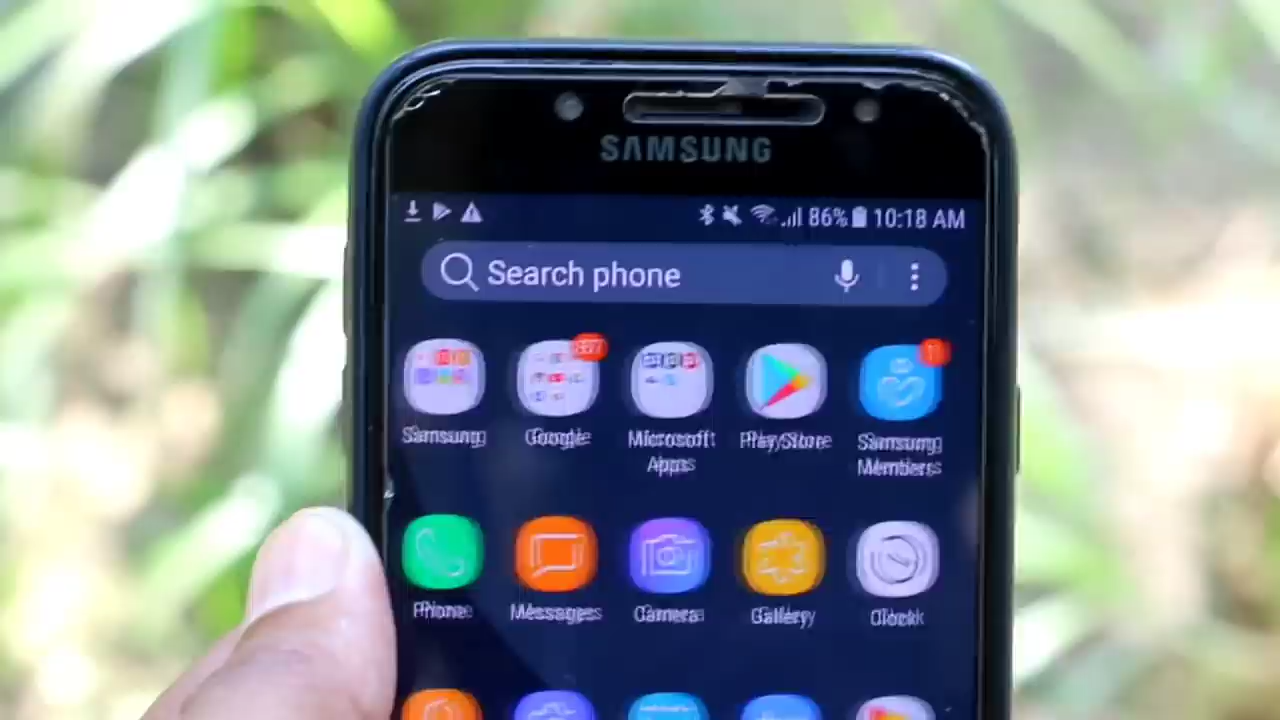 SAMSUNG
86% 10:18 AM
Search phone
Samsung Google Microsoft Apps Play Store Samsung Members
Phone Messages Camera Gallery Clock